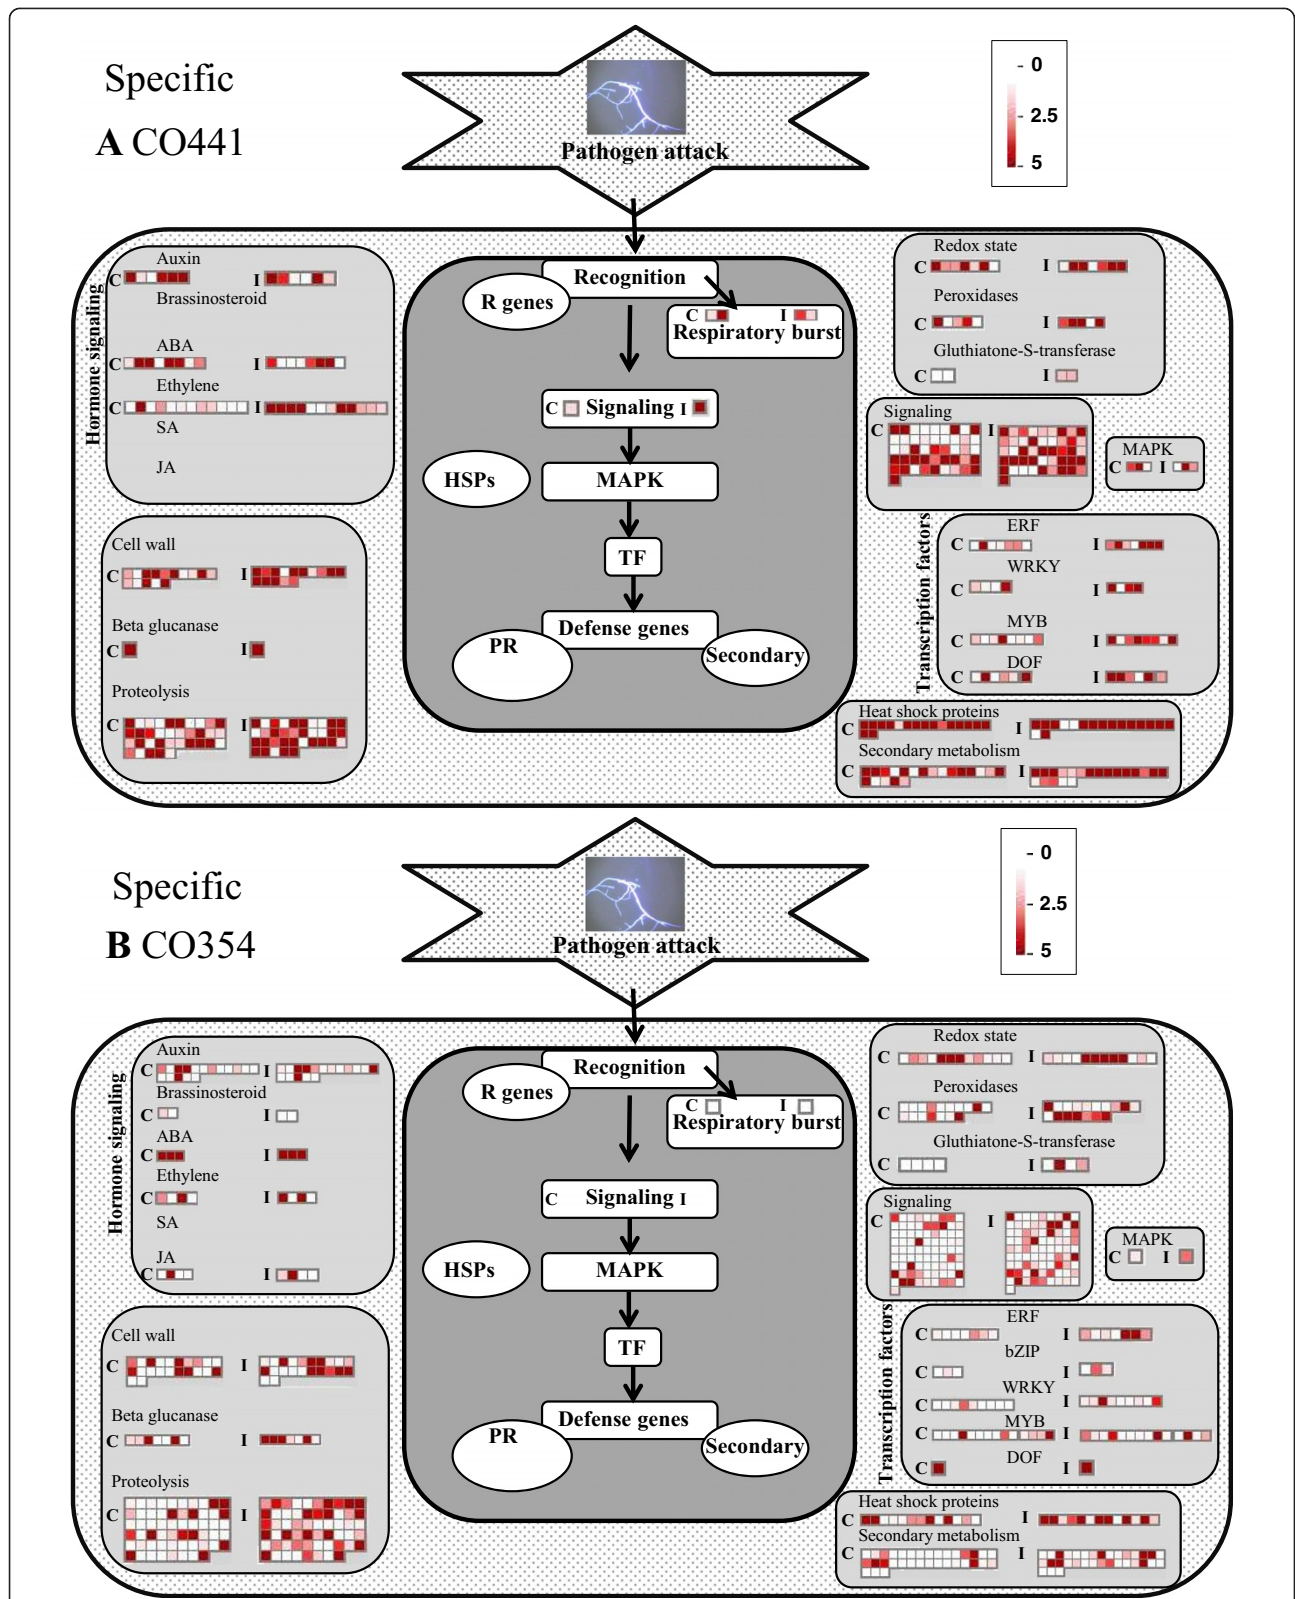 Specific
A CO441
Pathogen attack
- 0
- 2.5
- 5
Hormone signaling
Auxin
C I
Brassinosteroid
ABA
C I
Ethylene
C I
SA
JA
Cell wall
C I
Beta glucanase
C I
Proteolysis
C I
Recognition
R genes
C I
Respiratory burst
C Signaling I
HSPs
MAPK
TF
Defense genes
PR
Secondary
Redox state
C I
Peroxidases
C I
Gluthiatone-S-transferase
C I
Signaling
C I
MAPK
C I
Transcription factors
ERF
C I
WRKY
C I
MYB
C I
DOF
C I
Heat shock proteins
C I
Secondary metabolism
C I
Specific
B CO354
Pathogen attack
- 0
- 2.5
- 5
Hormone signaling
Auxin
C I
Brassinosteroid
C I
ABA
C I
Ethylene
C I
SA
JA
C I
Cell wall
C I
Beta glucanase
C I
Proteolysis
C I
Recognition
R genes
C I
Respiratory burst
C Signaling I
HSPs
MAPK
TF
Defense genes
PR
Secondary
Redox state
C I
Peroxidases
C I
Gluthiatone-S-transferase
C I
Signaling
C I
MAPK
C I
Transcription factors
ERF
C I
bZIP
C I
WRKY
C I
MYB
C I
DOF
C I
Heat shock proteins
C I
Secondary metabolism
C I